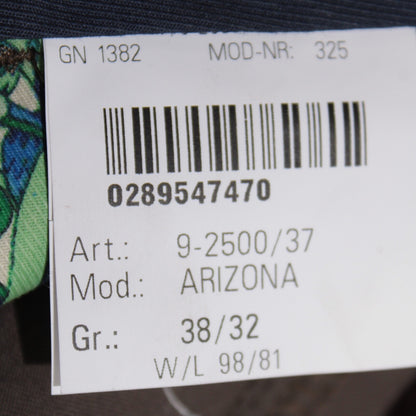 GN 1382 MOD-NR: 325
0289547470
Art.: 9-2500/37
Mod.: ARIZONA
Gr.: 38/32
W/L 98/81